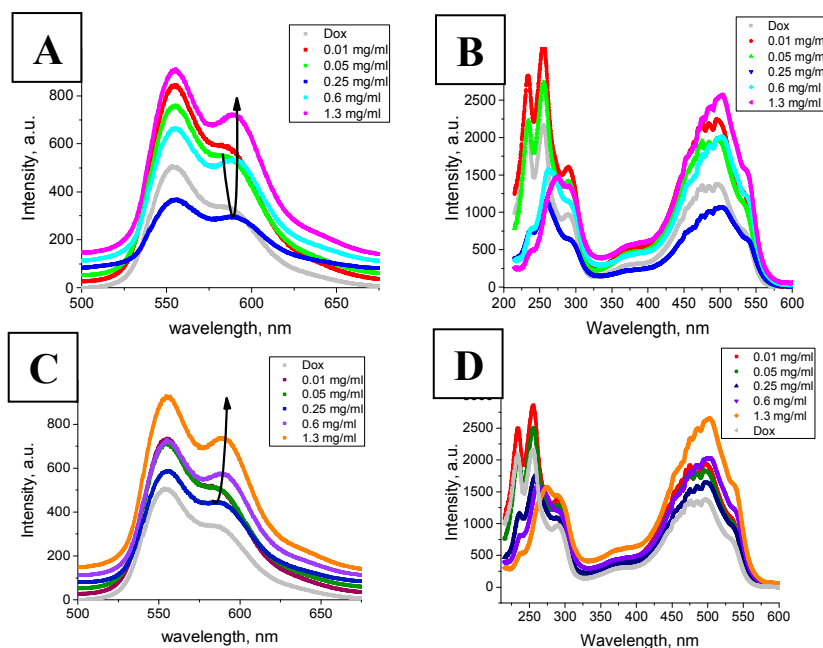 A
Dox
0.01 mg/ml
0.05 mg/ml
0.25 mg/ml
0.6 mg/ml
1.3 mg/ml
Intensity, a.u.
800
600
400
200
0
500 550 600 650
wavelength, nm
B
Dox
0.01 mg/ml
0.05 mg/ml
0.25 mg/m
0.6 mg/ml
1.3 mg/ml
Intensity, a.u.
2500
2000
1500
1000
500
0
200 250 300 350 400 450 500 550 600
Wavelength, nm
C
Dox
0.01 mg/ml
0.05 mg/ml
0.25 mg/ml
0.6 mg/ml
1.3 mg/ml
Intensity, a.u.
800
600
400
200
0
500 550 600 650
wavelength, nm
D
0.01 mg/ml
0.05 mg/ml
0.25 mg/ml
0.6 mg/ml
1.3 mg/ml
Dox
Intensity, a.u.
2500
2000
1500
1000
500
0
250 300 350 400 450 500 550 600
Wavelength, nm